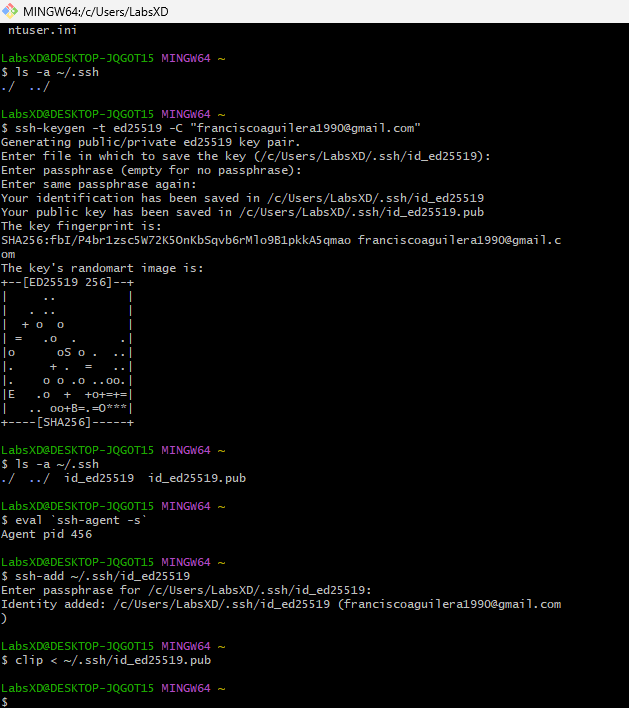 MINGW64:/c/Users/LabsXD
ntuser.ini
LabsXD@DESKTOP-JQGOT15 MINGW64 ~
$ ls -a ~/.ssh
./  ../
LabsXD@DESKTOP-JQGOT15 MINGW64 ~
$ ssh-keygen -t ed25519 -C "franciscoaguilera1990@gmail.com"
Generating public/private ed25519 key pair.
Enter file in which to save the key (/c/Users/LabsXD/.ssh/id_ed25519):
Enter passphrase (empty for no passphrase):
Enter same passphrase again:
Your identification has been saved in /c/Users/LabsXD/.ssh/id_ed25519
Your public key has been saved in /c/Users/LabsXD/.ssh/id_ed25519.pub
The key fingerprint is:
SHA256:fbI/P4br1zsc5W72K5OnKbSqvb6rMlo9B1pkkA5qmao franciscoaguilera1990@gmail.c
om
The key's randomart image is:
+--[ED25519 256]--+
|     ..          |
|   . ..          |
|  + o  o         |
| =   .o  .      .|
|o      oS o .  ..|
|.     + .  =   ..|
|.    o o .o ..oo.|
|E   .o  +  +o+=+=|
|   .. oo+B=.=O***|
+----[SHA256]-----+
LabsXD@DESKTOP-JQGOT15 MINGW64 ~
$ ls -a ~/.ssh
./  ../  id_ed25519  id_ed25519.pub
LabsXD@DESKTOP-JQGOT15 MINGW64 ~
$ eval `ssh-agent -s`
Agent pid 456
LabsXD@DESKTOP-JQGOT15 MINGW64 ~
$ ssh-add ~/.ssh/id_ed25519
Enter passphrase for /c/Users/LabsXD/.ssh/id_ed25519:
Identity added: /c/Users/LabsXD/.ssh/id_ed25519 (franciscoaguilera1990@gmail.com
)
LabsXD@DESKTOP-JQGOT15 MINGW64 ~
$ clip < ~/.ssh/id_ed25519.pub
LabsXD@DESKTOP-JQGOT15 MINGW64 ~
$